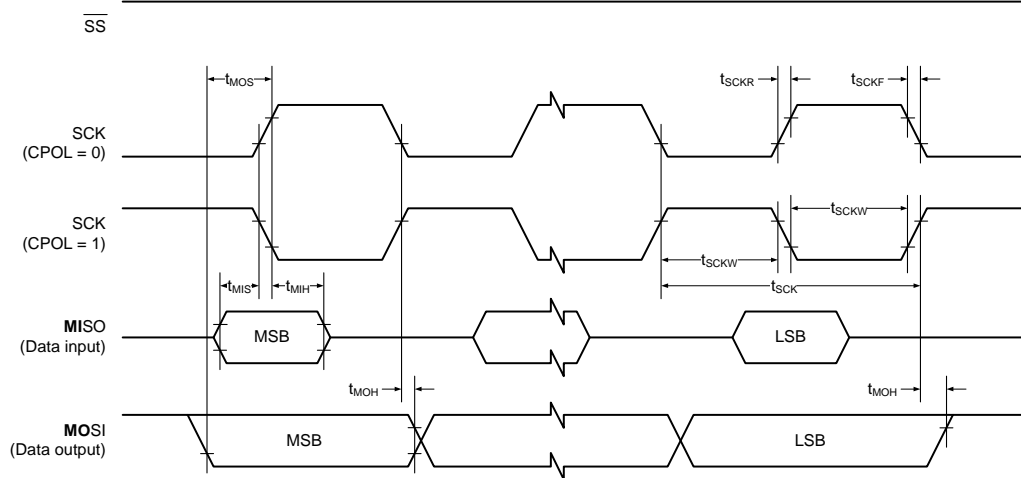 SS
tMOS
tSCKR
tSCKF
SCK
(CPOL = 0)
SCK
(CPOL = 1)
tSCKW
tSCKW
tMIS
tMIH
tSCK
MISO
(Data input)
MSB
LSB
tMOH
tMOH
MOSI
(Data output)
MSB
LSB